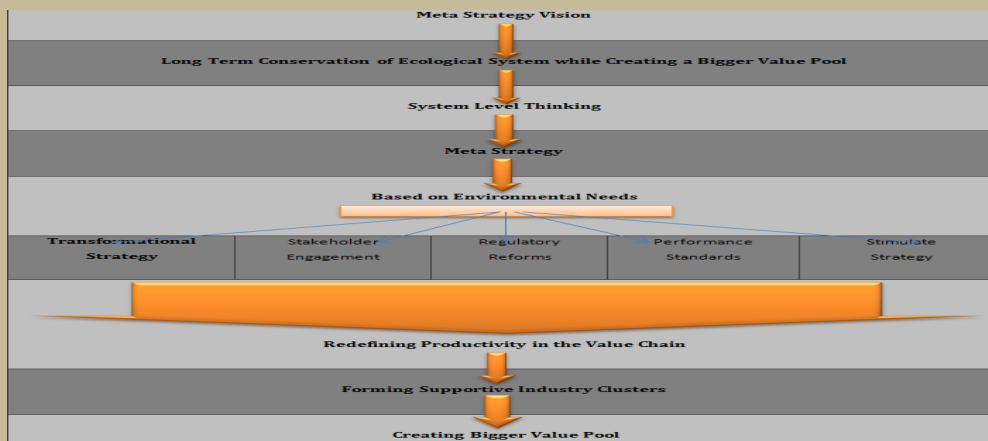 Meta Strategy Vision
Long Term Conservation of Ecological System while Creating a Bigger Value Pool
System Level Thinking
Meta Strategy
Based on Environmental Needs
Transformational Strategy
Stakeholder Engagement
Regulatory Reforms
Performance Standards
Stimulate Strategy
Redefining Productivity in the Value Chain
Forming Supportive Industry Clusters
Creating Bigger Value Pool